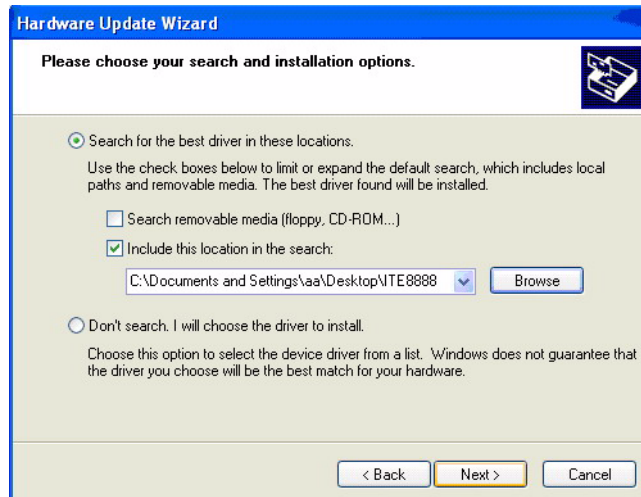 Hardware Update Wizard
Please choose your search and installation options.
Search for the best driver in these locations.
Use the check boxes below to limit or expand the default search, which includes local
paths and removable media. The best driver found will be installed.
Search removable media (floppy, CD-ROM...)
Include this location in the search:
C:\Documents and Settings\aa\Desktop\ITE8888
Browse
Don't search. I will choose the driver to install.
Choose this option to select the device driver from a list. Windows does not guarantee that
the driver you choose will be the best match for your hardware.
< Back
Next >
Cancel